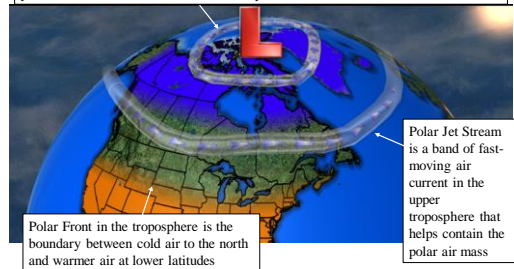 L
Polar Jet Stream
is a band of fast-
moving air
current in the
upper
troposphere that
helps contain the
polar air mass
Polar Front in the troposphere is the
boundary between cold air to the north
and warmer air at lower latitudes